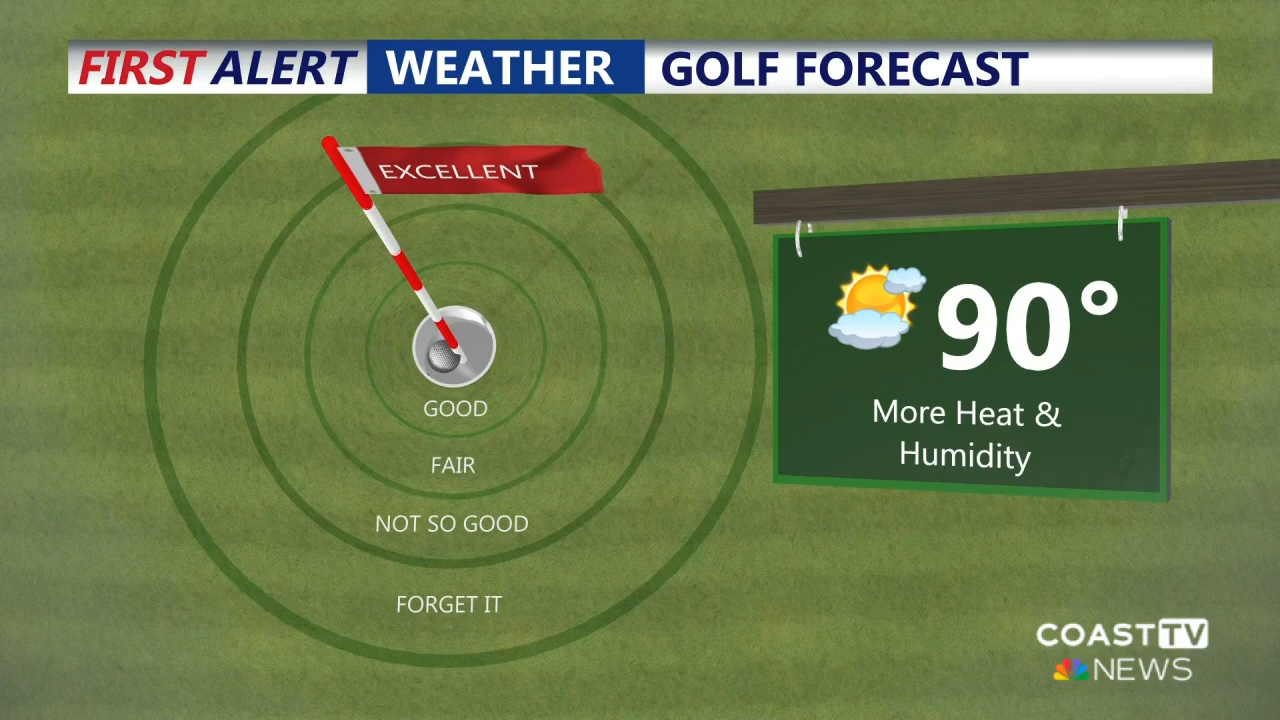 FIRST ALERT WEATHER GOLF FORECAST
EXCELLENT
GOOD
FAIR
NOT SO GOOD
FORGET IT
90°
More Heat &
Humidity
COAST TV
NEWS